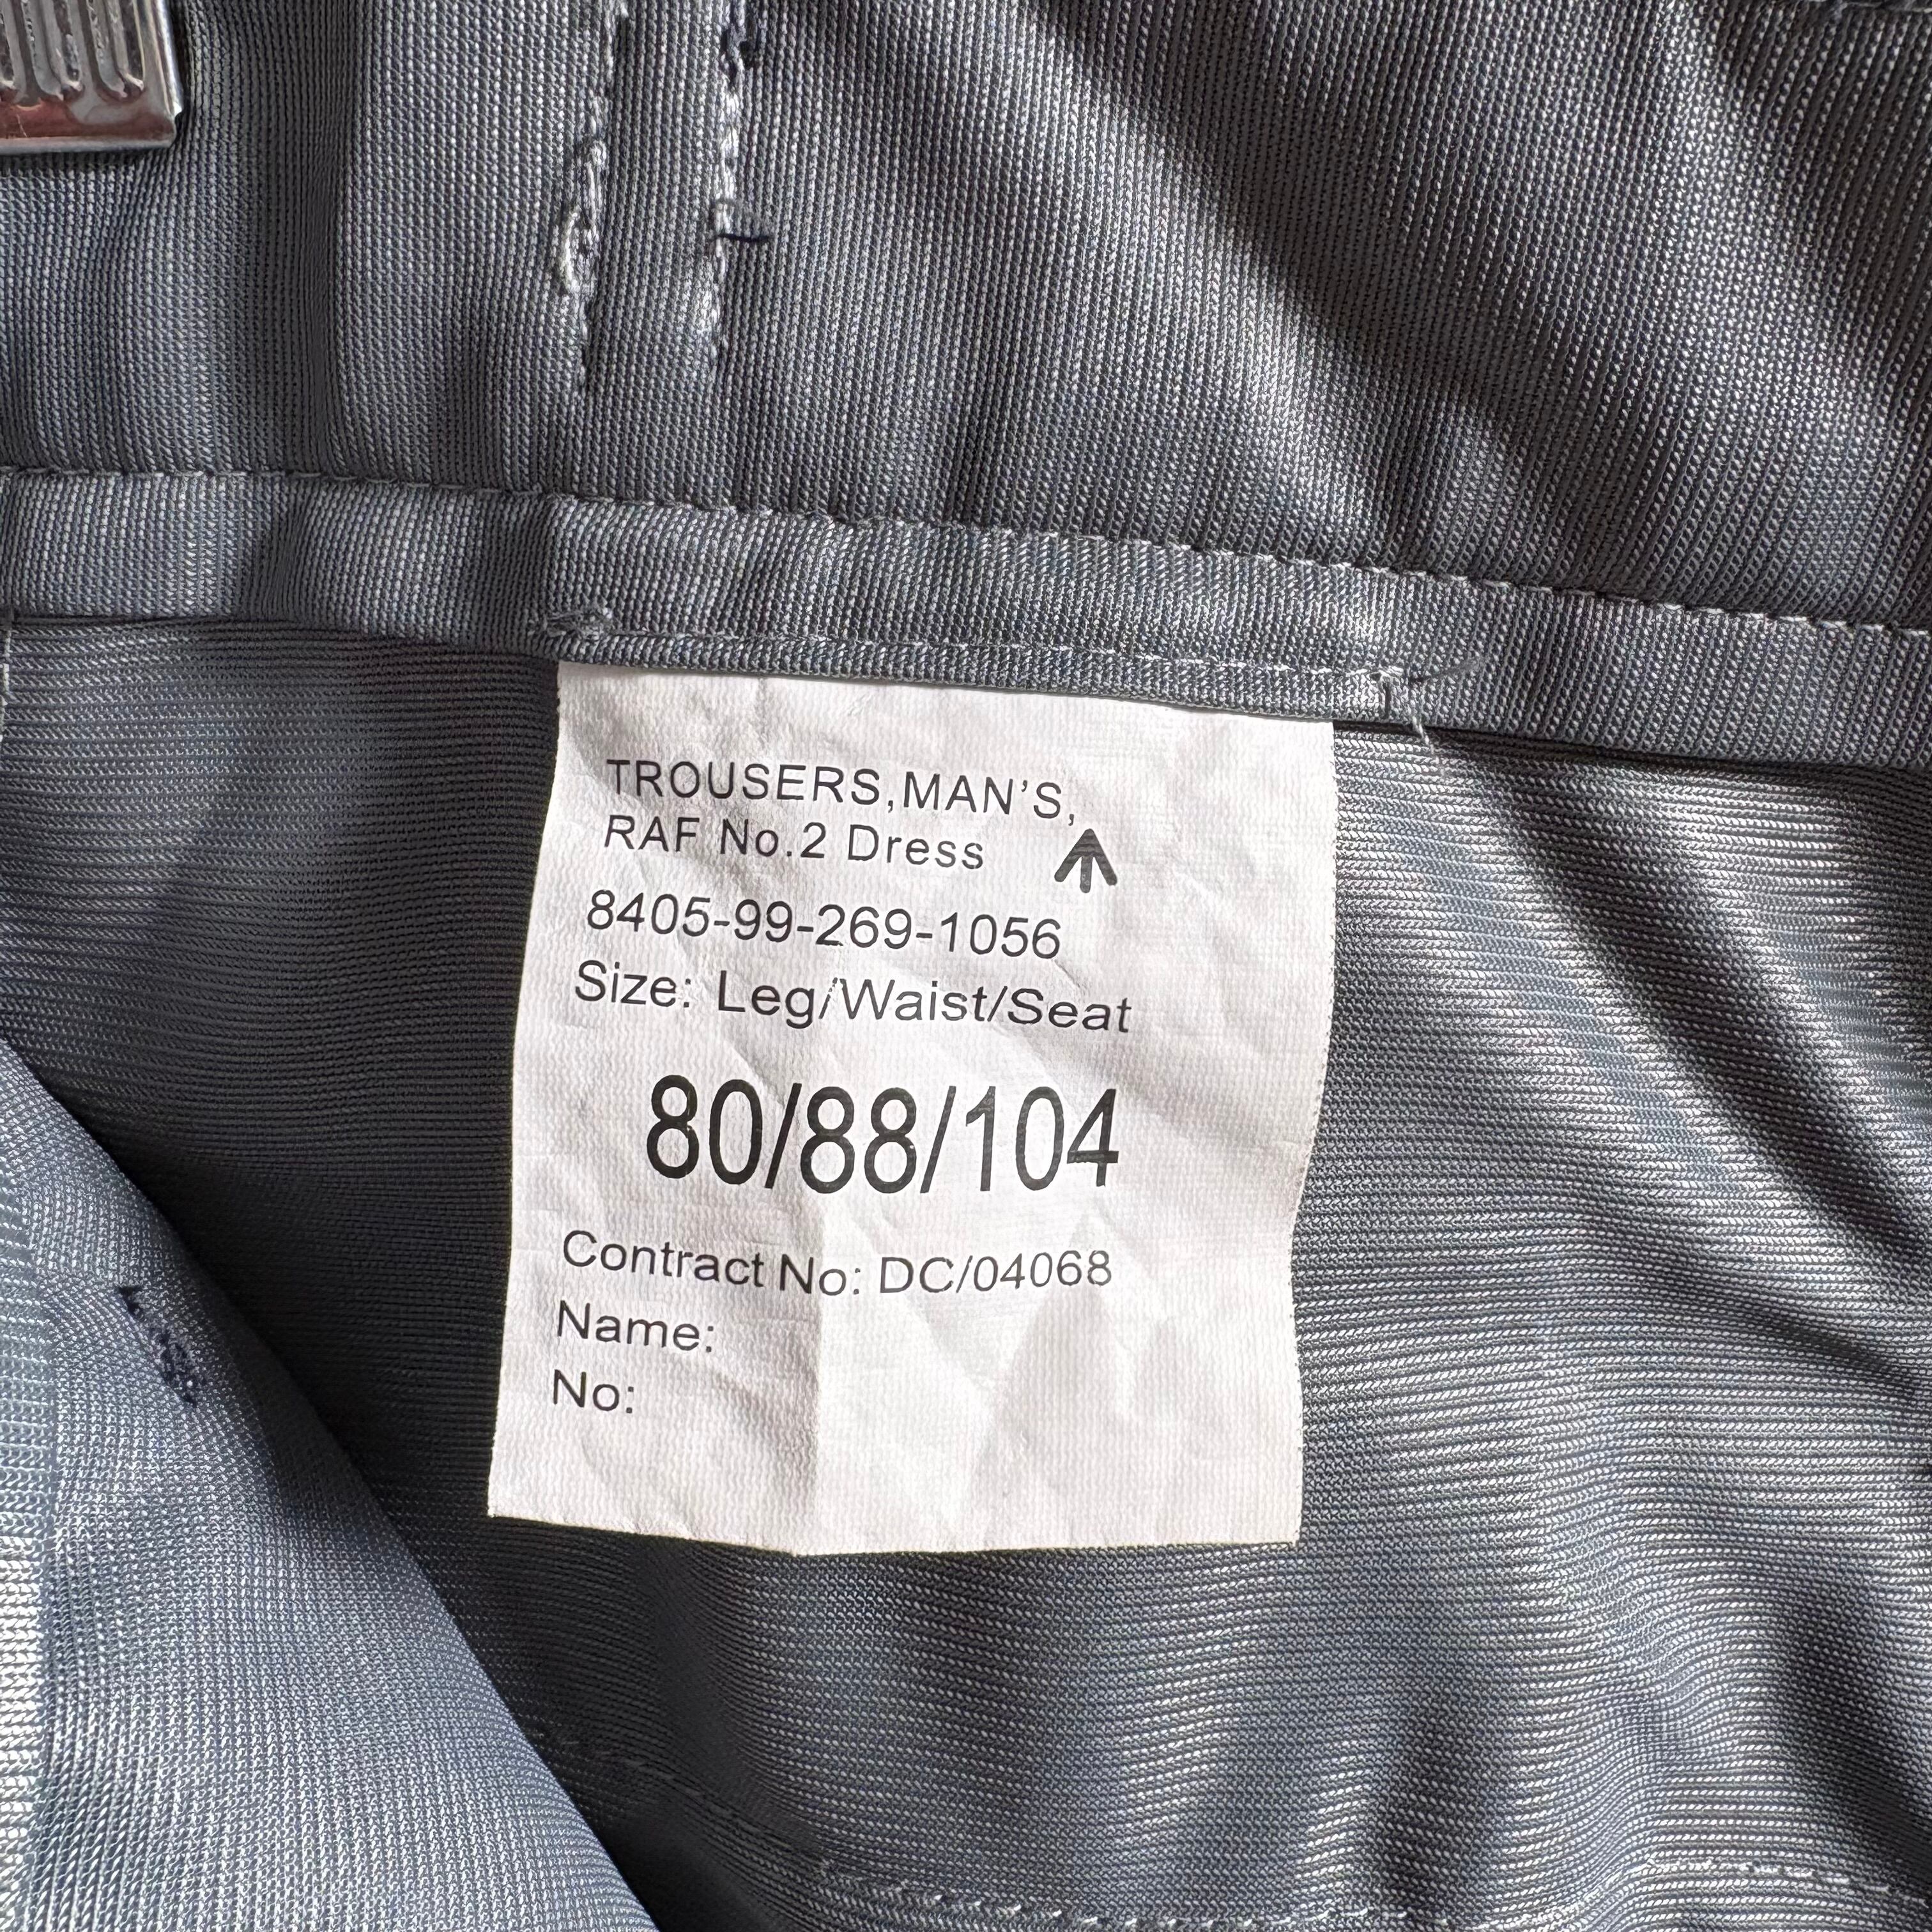 TROUSERS,MAN'S,
RAF No.2 Dress
8405-99-269-1056
Size: Leg/Waist/Seat
80/88/104
Contract No: DC/04068
Name:
No: